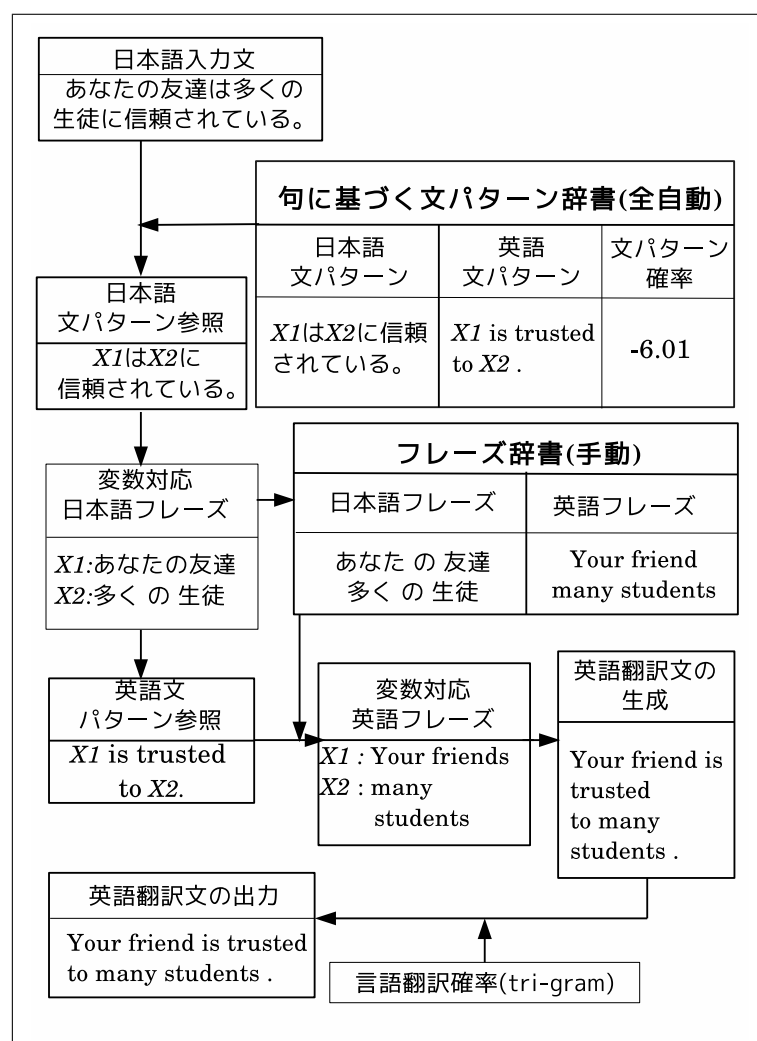 日本語入力文
あなたの友達は多くの
生徒に信頼されている。
句に基づく文パターン辞書(全自動)
日本語
文パターン
英語
文パターン
文パターン
確率
X1はX2に信頼
されている。
X1 is trusted
to X2 .
-6.01
日本語
文パターン参照
X1はX2に
信頼されている。
フレーズ辞書(手動)
日本語フレーズ
英語フレーズ
あなた の 友達
多く の 生徒
Your friend
many students
変数対応
日本語フレーズ
X1:あなたの友達
X2:多く の 生徒
英語文
パターン参照
X1 is trusted
to X2.
変数対応
英語フレーズ
X1 : Your friends
X2 : many
students
英語翻訳文の
生成
Your friend is
trusted
to many
students .
英語翻訳文の出力
Your friend is trusted
to many students .
言語翻訳確率(tri-gram)